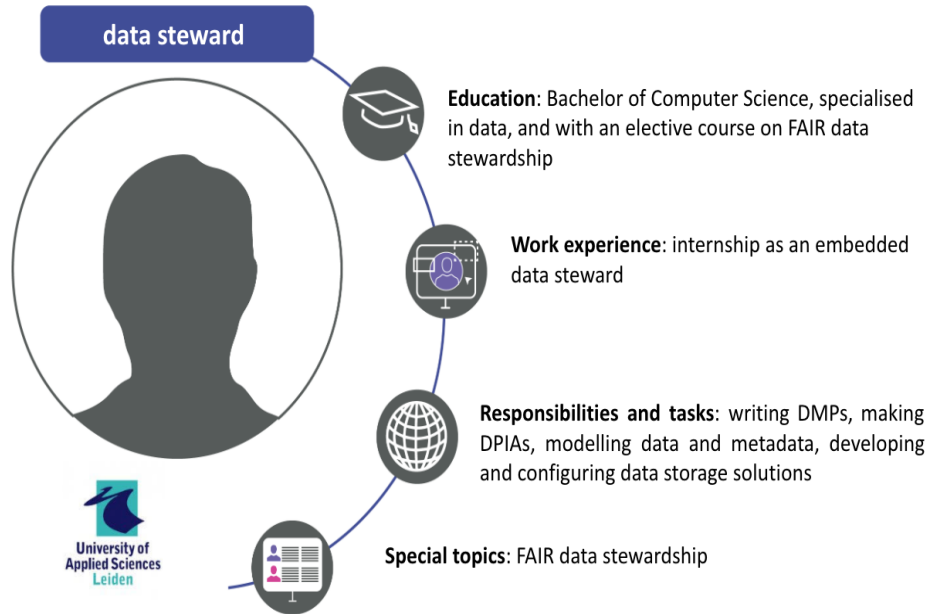 data steward
Education: Bachelor of Computer Science, specialised
in data, and with an elective course on FAIR data
stewardship
Work experience: internship as an embedded
data steward
Responsibilities and tasks: writing DMPs, making
DPIAs, modelling data and metadata, developing
and configuring data storage solutions
University of
Applied Sciences
Leiden
Special topics: FAIR data stewardship